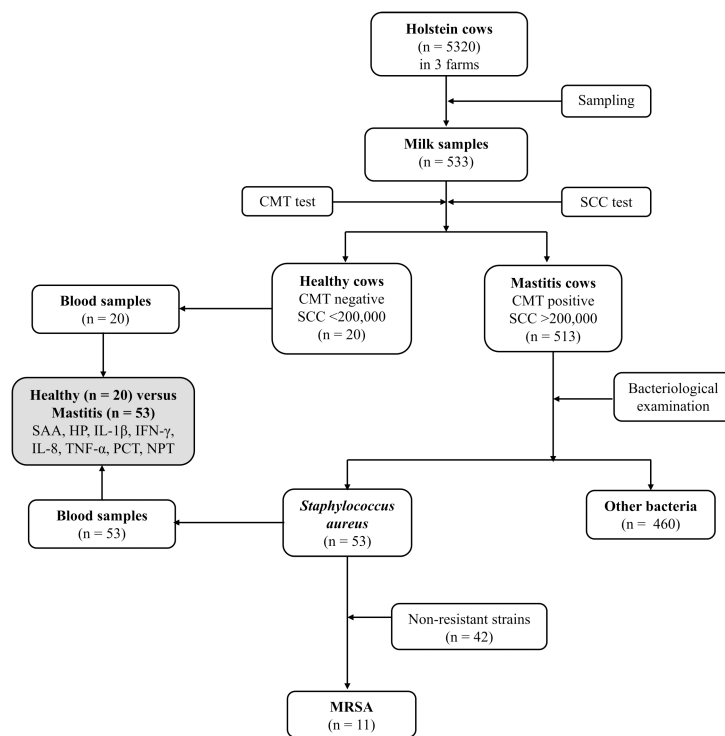 Holstein cows
(n = 5320)
in 3 farms
Sampling
Milk samples
(n = 533)
CMT test
SCC test
Healthy cows
CMT negative
SCC <200,000
(n = 20)
Mastitis cows
CMT positive
SCC >200,000
(n = 513)
Blood samples
(n = 20)
Healthy (n = 20) versus
Mastitis (n = 53)
SAA, HP, IL-1β, IFN-γ,
IL-8, TNF-α, PCT, NPT
Bacteriological
examination
Blood samples
(n = 53)
Staphylococcus
aureus
(n = 53)
Other bacteria
(n = 460)
Non-resistant strains
(n = 42)
MRSA
(n = 11)